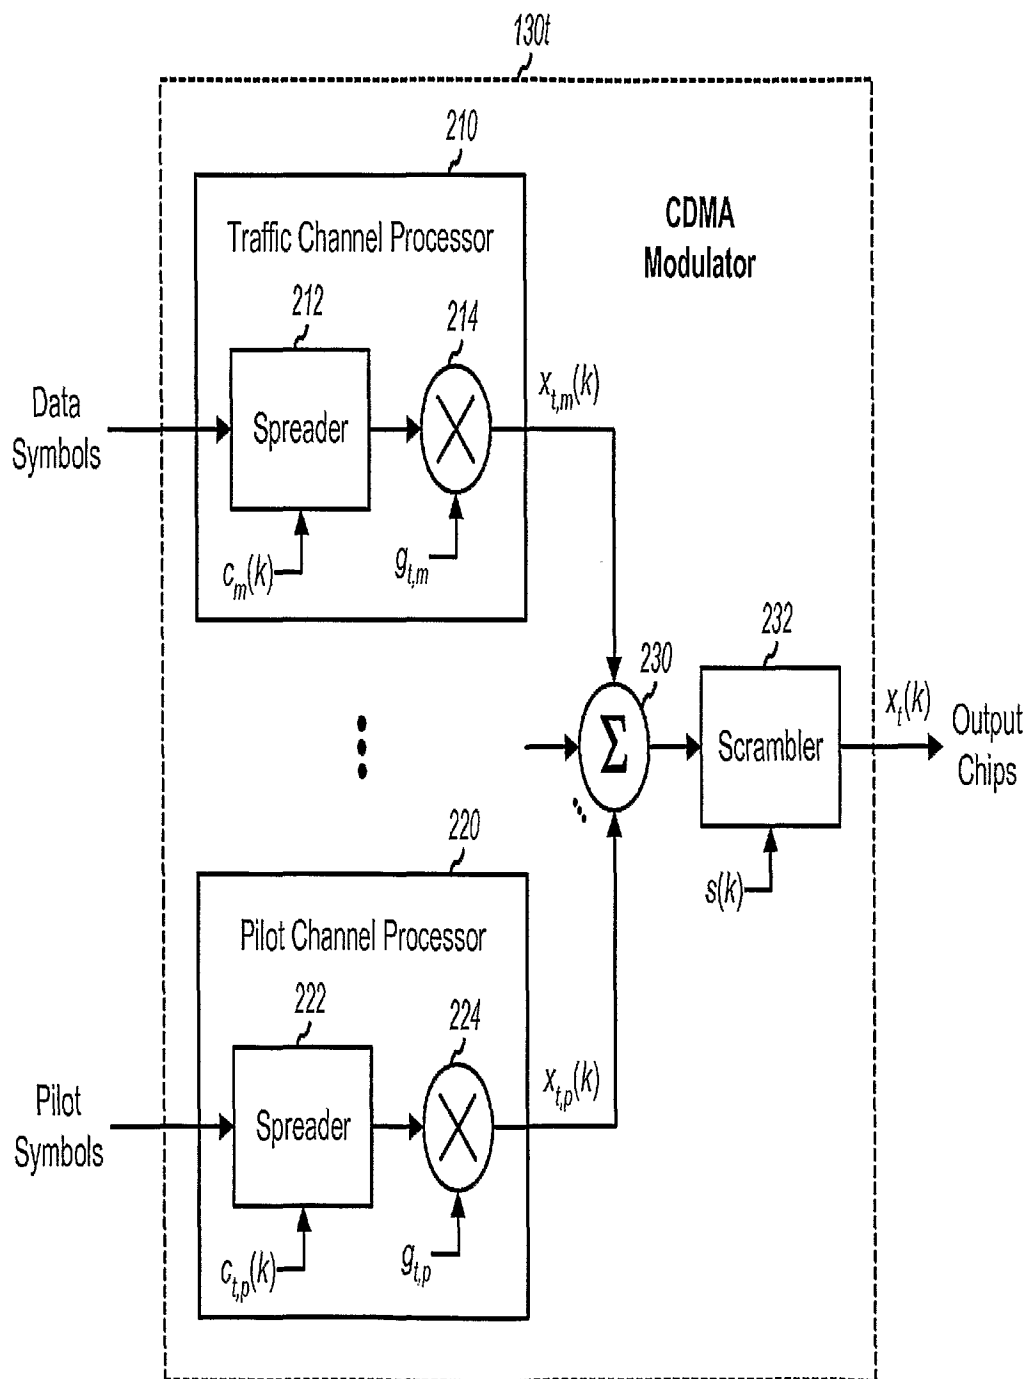 130t
210
CDMA
Modulator
Traffic Channel Processor
212
214
x_{t,m}(k)
Data
Symbols
Spreader
c_m(k)
g_{t,m}
232
230
x_t(k)
Output
Chips
Σ
Scrambler
s(k)
220
Pilot Channel Processor
222
224
x_{t,p}(k)
Pilot
Symbols
Spreader
c_{t,p}(k)
g_{t,p}